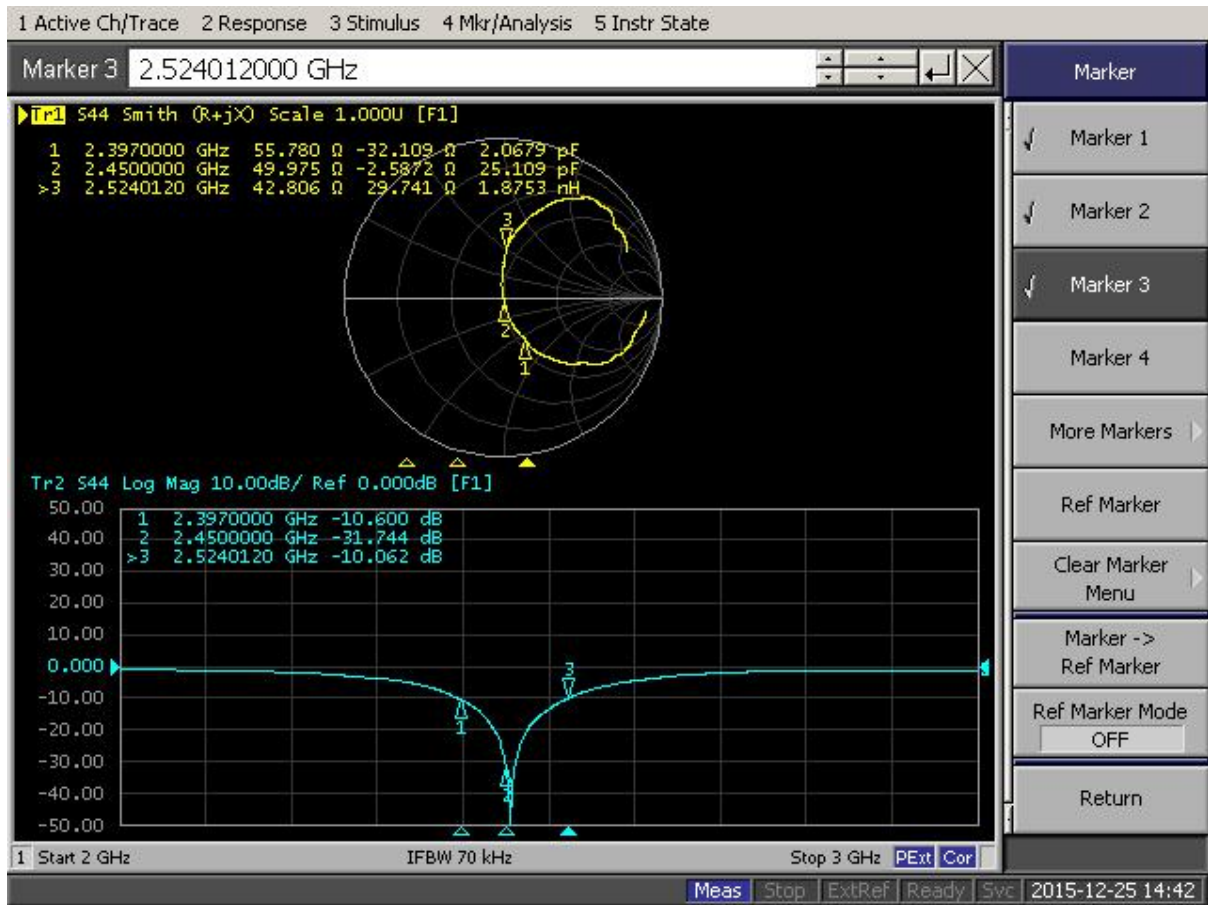 1 Active Ch/Trace 2 Response 3 Stimulus 4 Mkr/Analysis 5 Instr State
Marker 3 2.524012000 GHz
Marker
Tr1 S44 Smith (R+jX) Scale 1.000U [F1]
1 2.3970000 GHz 55.780 Ω -32.109 Ω 2.0679 pF
2 2.4500000 GHz 49.975 Ω -2.5872 Ω 25.109 pF
>3 2.5240120 GHz 42.806 Ω 29.741 Ω 1.8753 nH
3
2
1
Tr2 S44 Log Mag 10.00dB/ Ref 0.000dB [F1]
50.00
40.00
30.00
20.00
10.00
0.000
-10.00
-20.00
-30.00
-40.00
-50.00
1 2.3970000 GHz -10.600 dB
2 2.4500000 GHz -31.744 dB
>3 2.5240120 GHz -10.062 dB
3
1
2
1 Start 2 GHz IFBW 70 kHz Stop 3 GHz PExt Cor
Marker 1
Marker 2
Marker 3
Marker 4
More Markers
Ref Marker
Clear Marker
Menu
Marker ->
Ref Marker
Ref Marker Mode
OFF
Return
Meas Stop ExtRef Ready Svc 2015-12-25 14:42